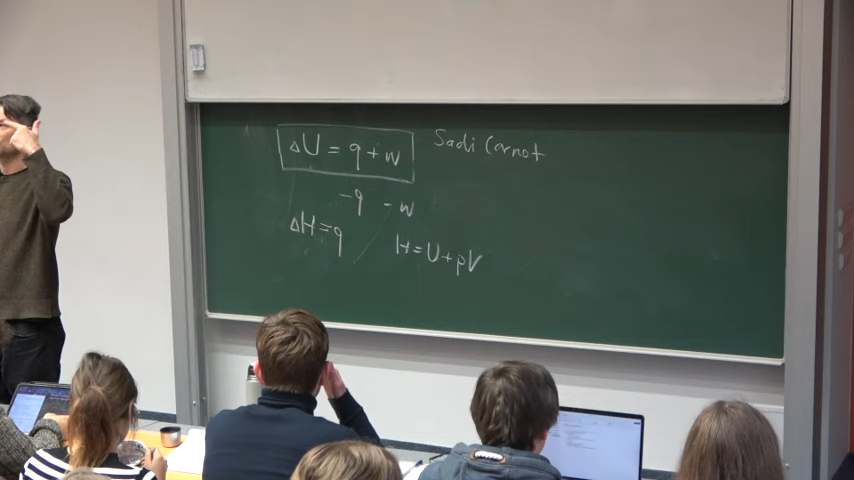 ΔU = q + w
Sadi Carnot
-q - w
ΔH = q
H = U + pV